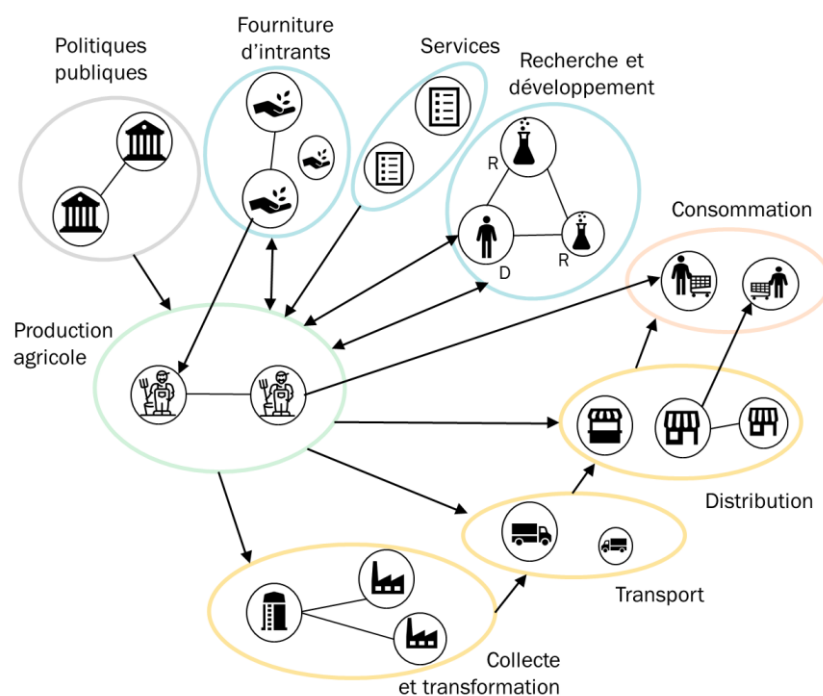 Politiques
publiques
Fourniture
d'intrants
Services
Recherche et
développement
R
D
R
Consommation
Production
agricole
Distribution
Transport
Collecte
et transformation